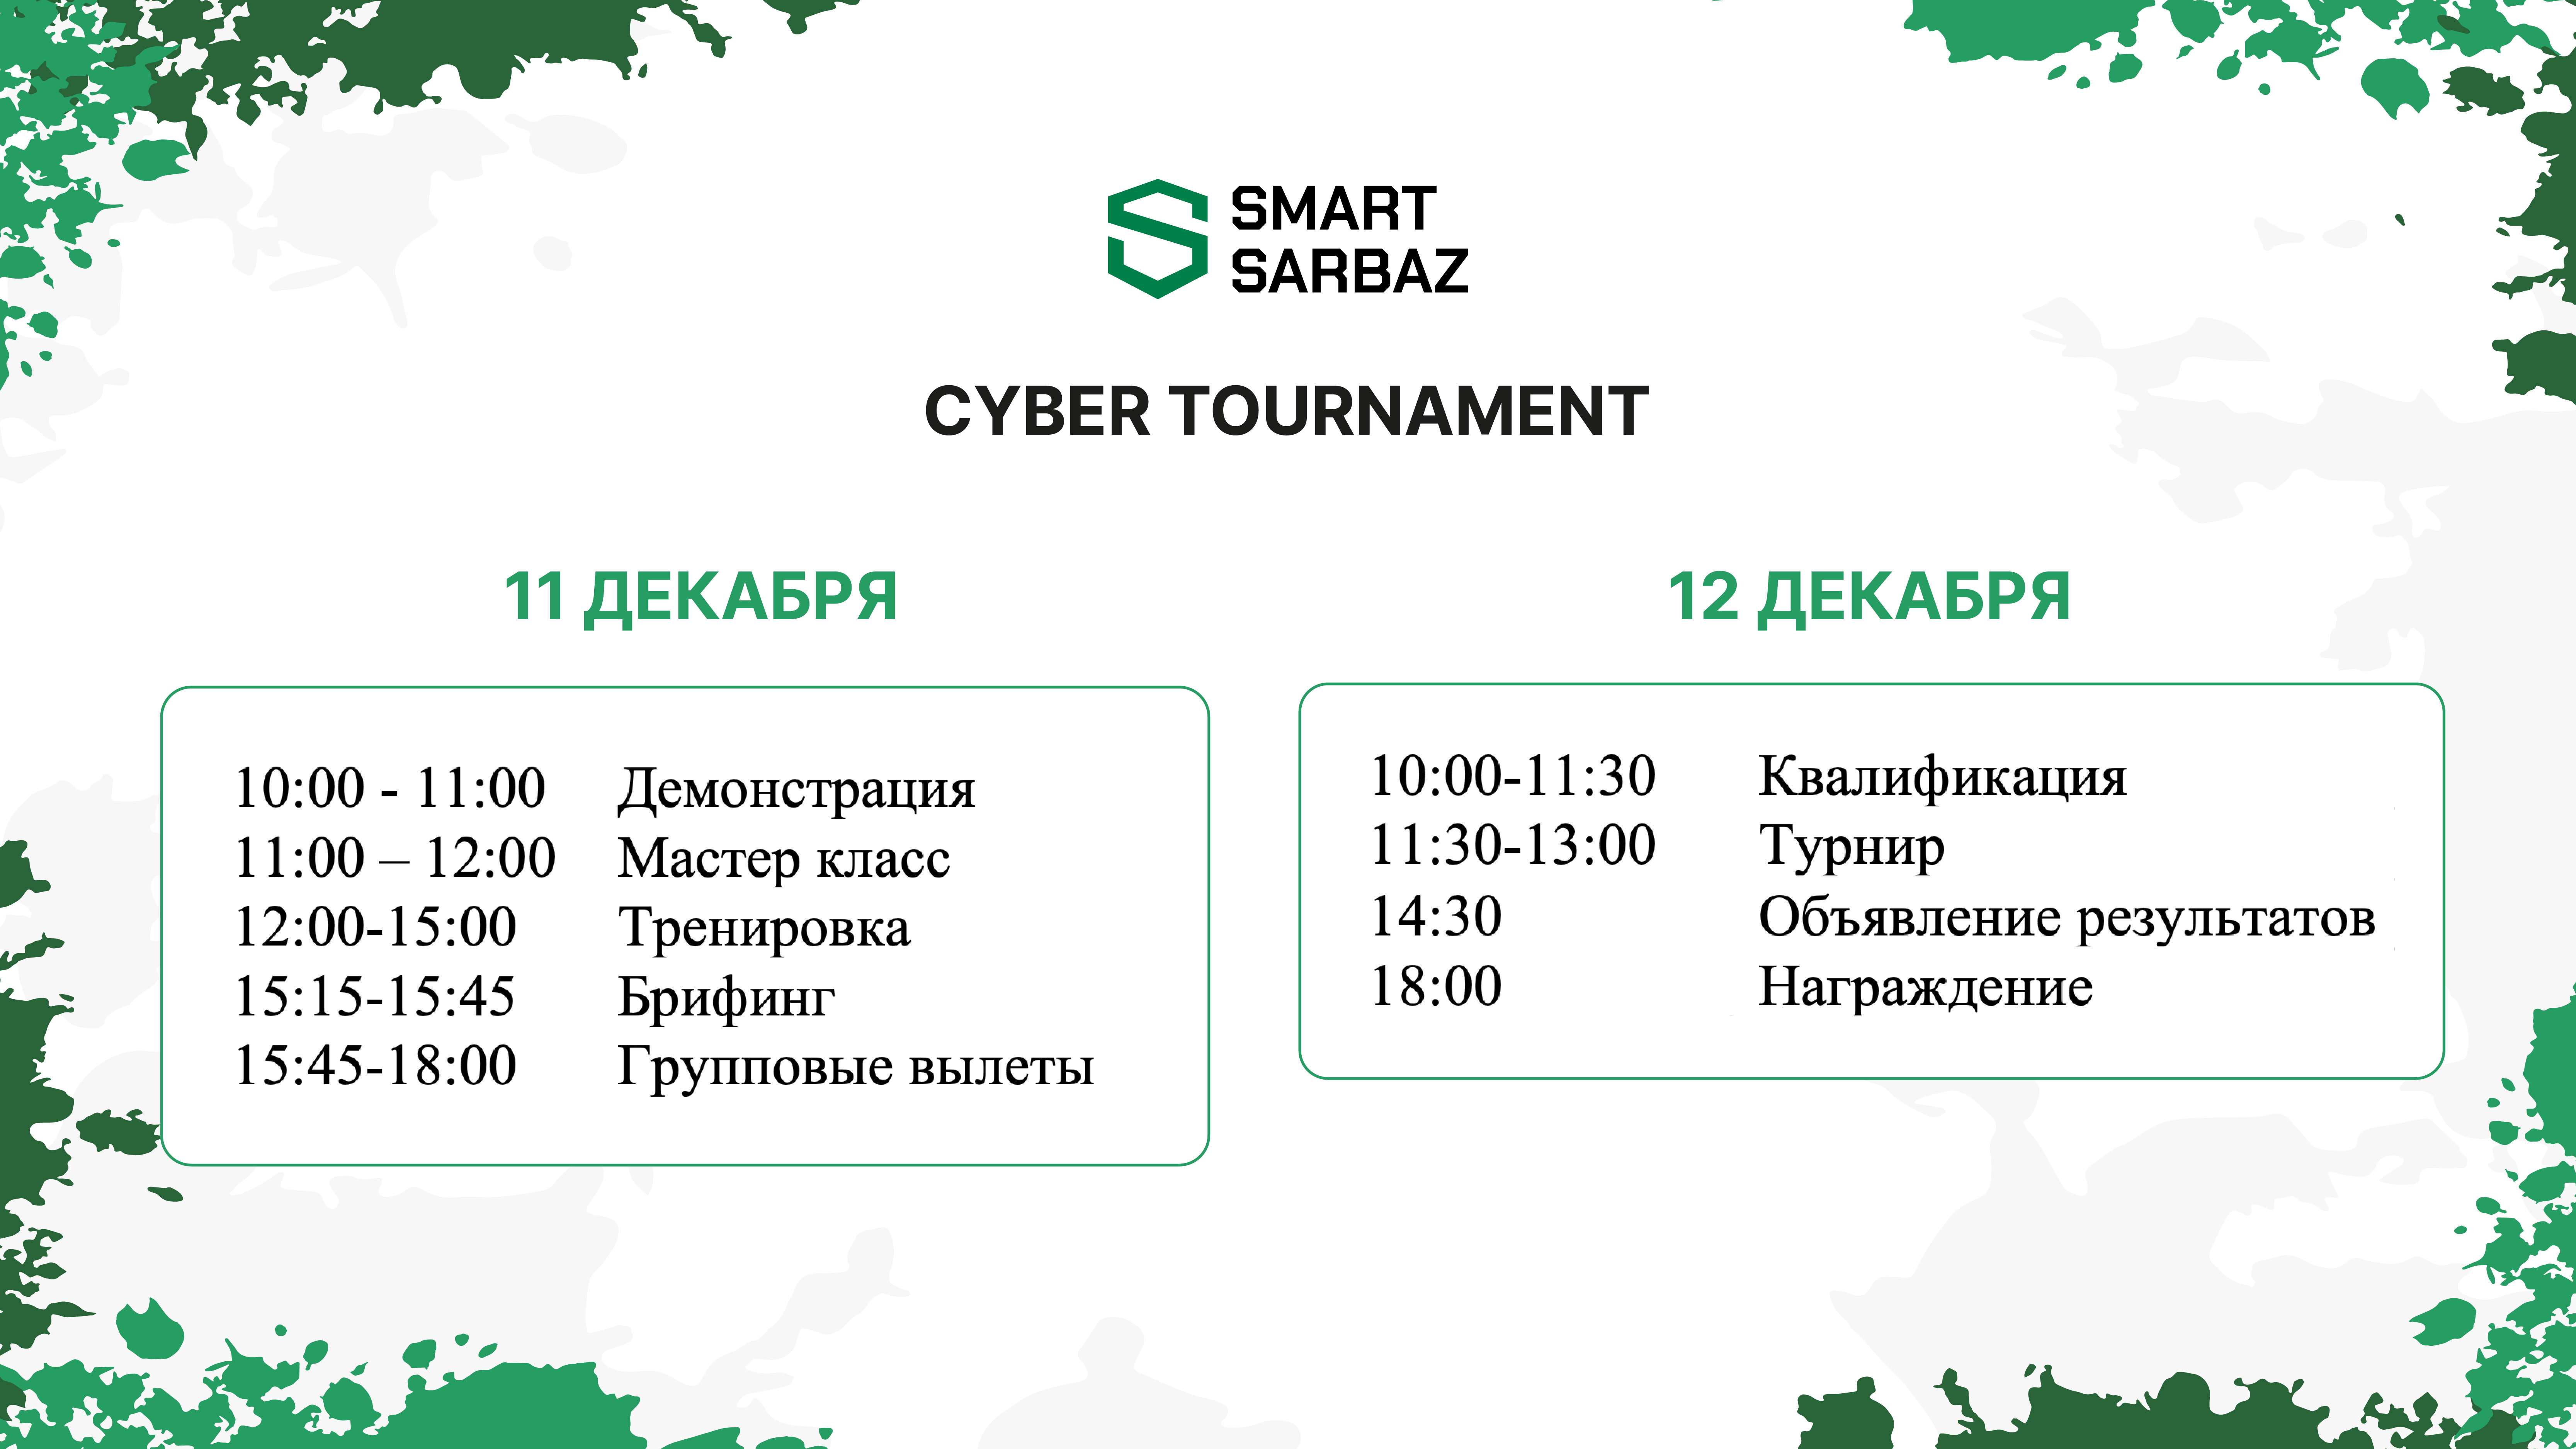 SMART
SARBAZ
CYBER TOURNAMENT
11 ДЕКАБРЯ
10:00 - 11:00 Демонстрация
11:00 – 12:00 Мастер класс
12:00-15:00 Тренировка
15:15-15:45 Брифинг
15:45-18:00 Групповые вылеты
12 ДЕКАБРЯ
10:00-11:30 Квалификация
11:30-13:00 Турнир
14:30 Объявление результатов
18:00 Награждение